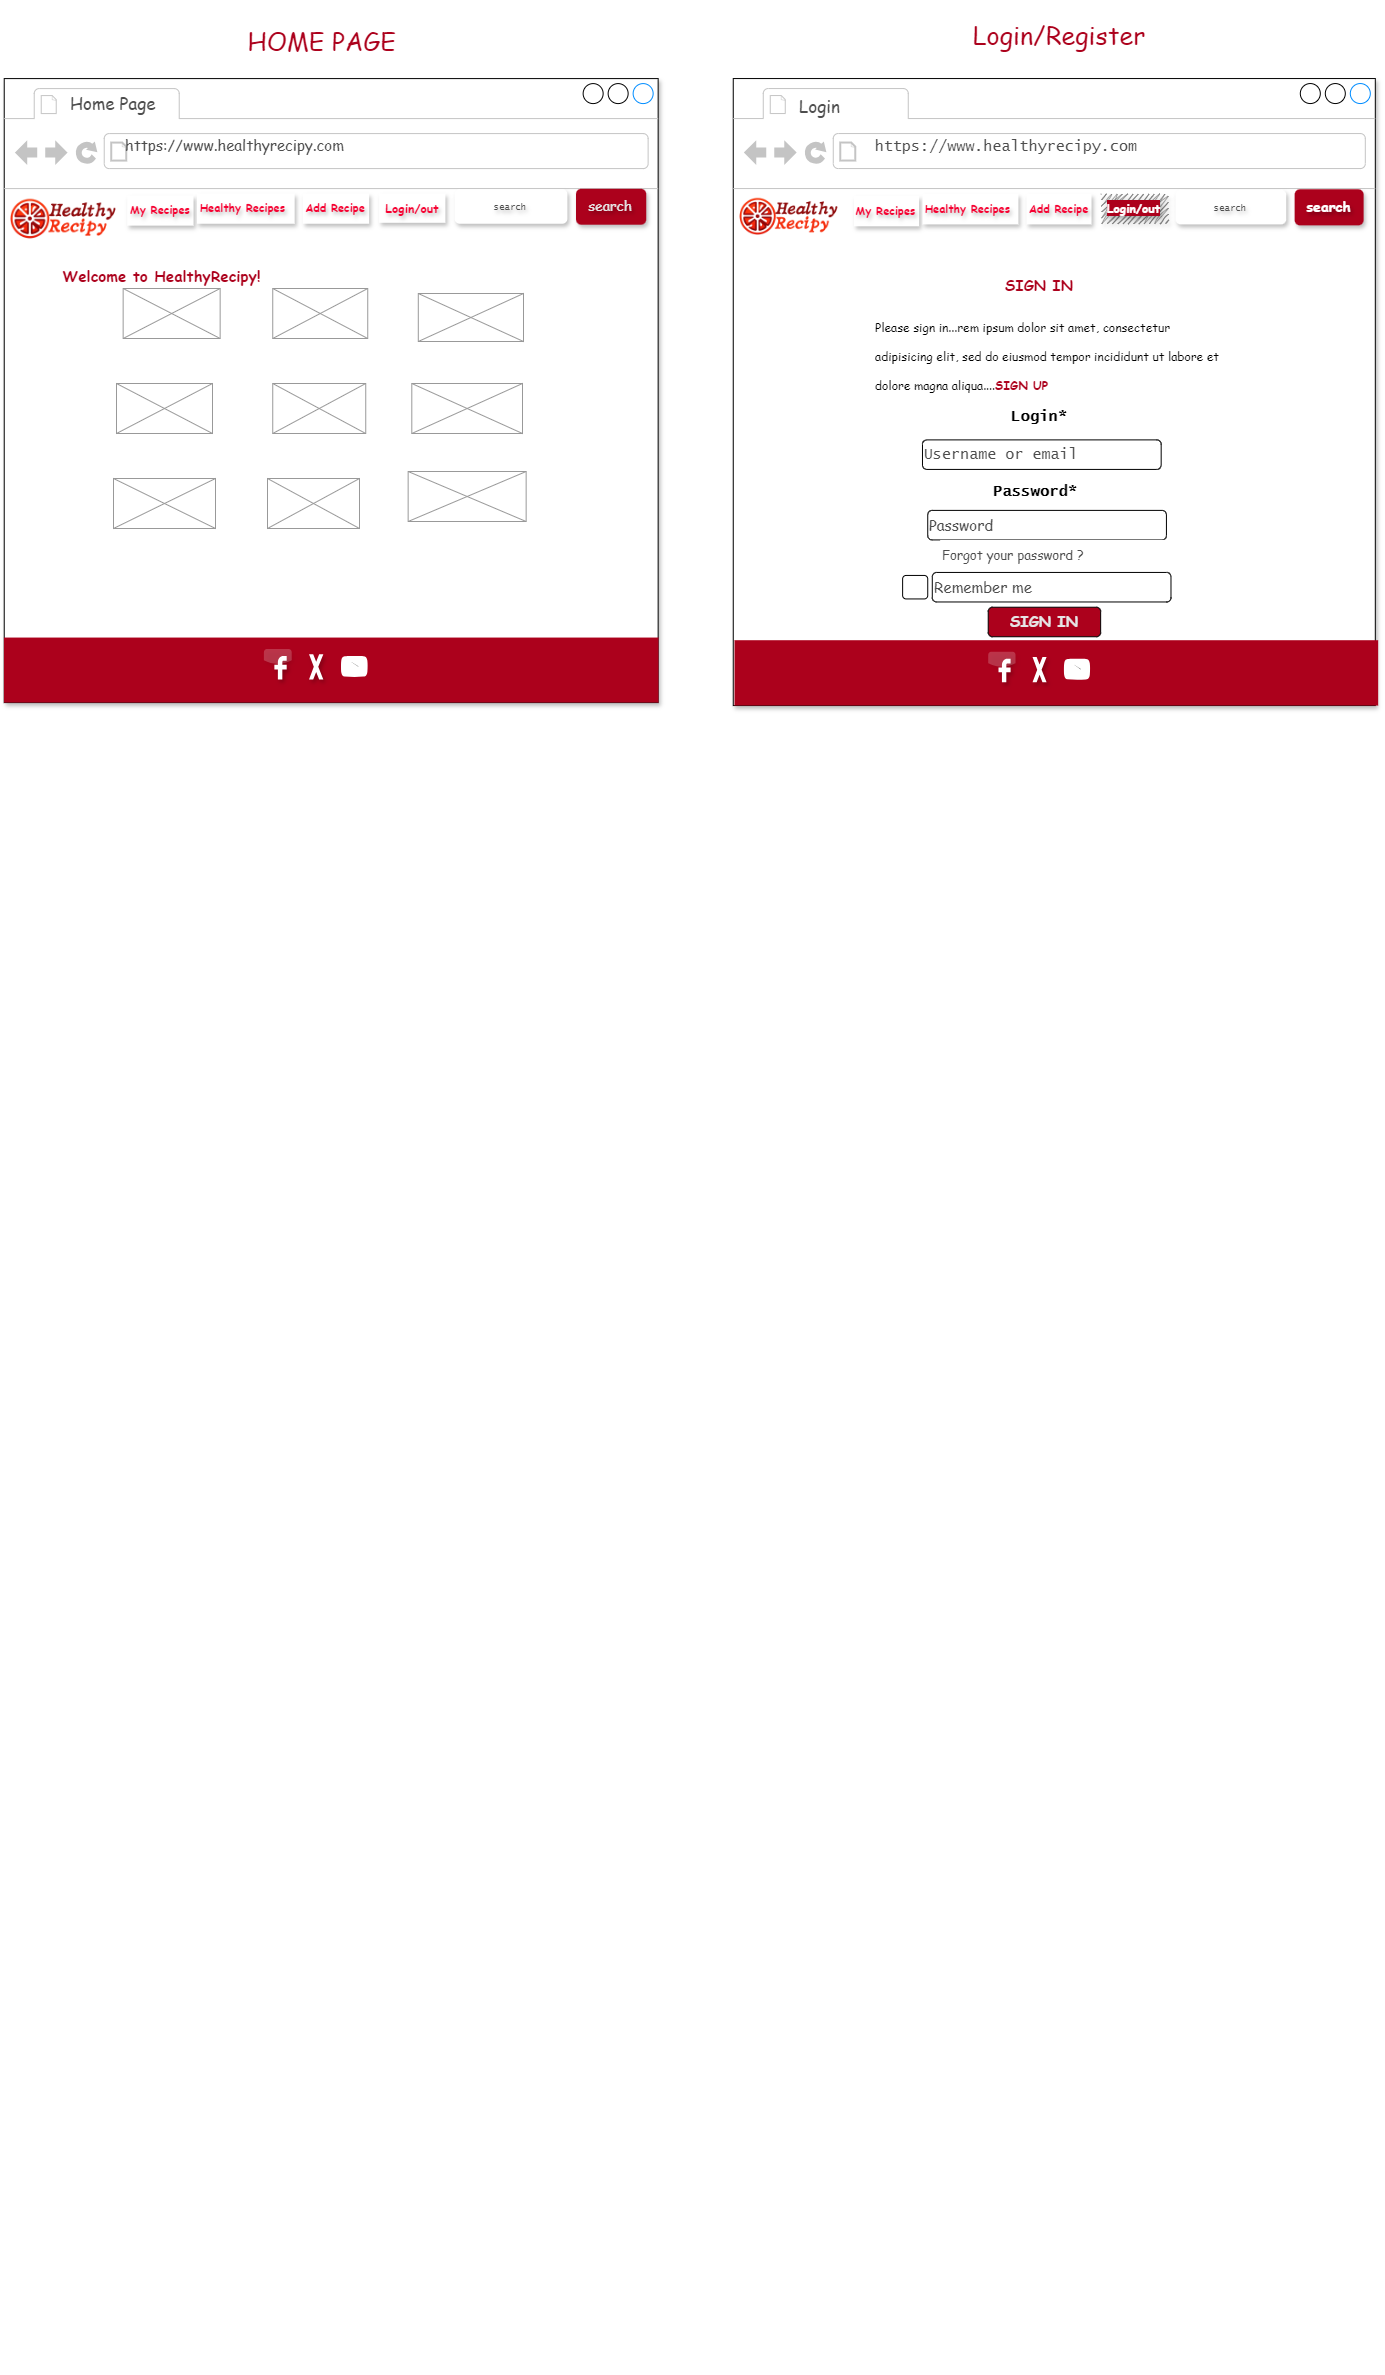 HOME PAGE
Home Page
https://www.healthyrecipy.com
Healthy
Recipy
My Recipes
Healthy Recipes
Add Recipe
Login/out
search
search
Welcome to HealthyRecipy!
f
X
Login/Register
Login
https://www.healthyrecipy.com
Healthy
Recipy
My Recipes
Healthy Recipes
Add Recipe
Login/out
search
search
SIGN IN
Please sign in...rem ipsum dolor sit amet, consectetur
adipisicing elit, sed do eiusmod tempor incididunt ut labore et
dolore magna aliqua....SIGN UP
Login*
Username or email
Password*
Password
Forgot your password ?
Remember me
SIGN IN
f
X